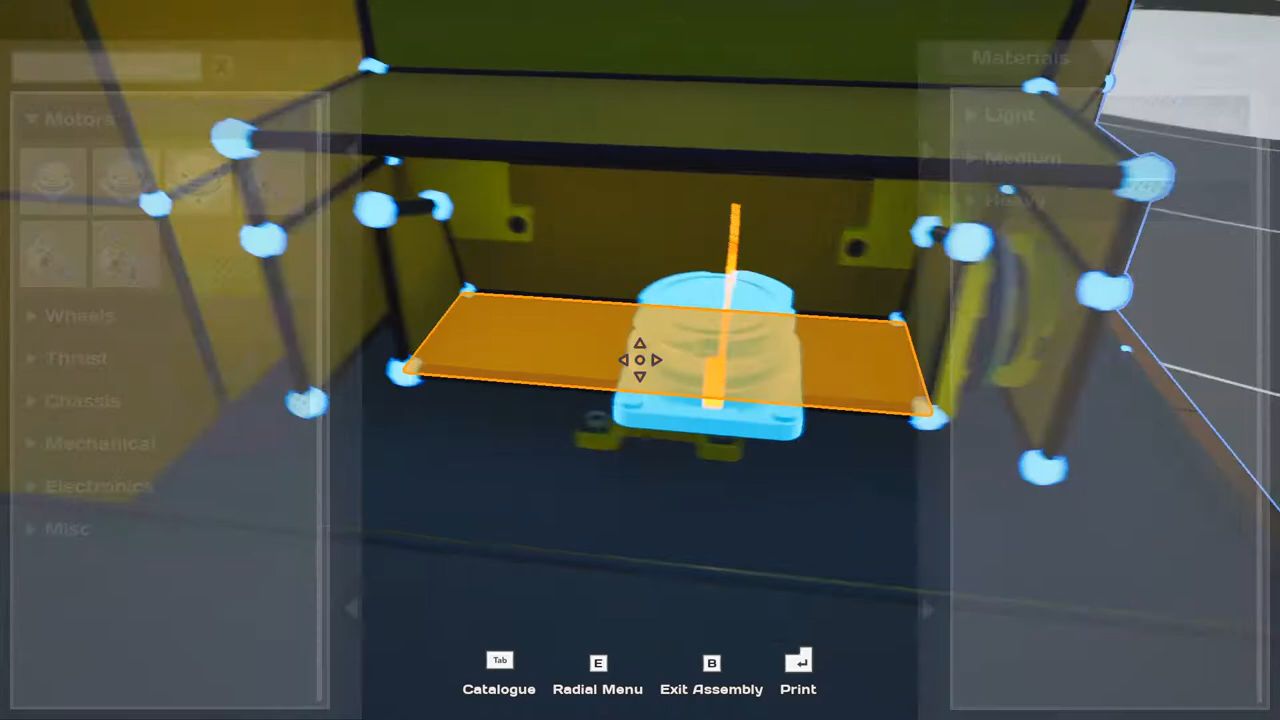 X
Motors
Wheels
Thrust
Chassis
Mechanical
Electronics
Misc
Materials
Light
Medium
Heavy
Tab
Catalogue
E
Radial Menu
B
Exit Assembly
Print